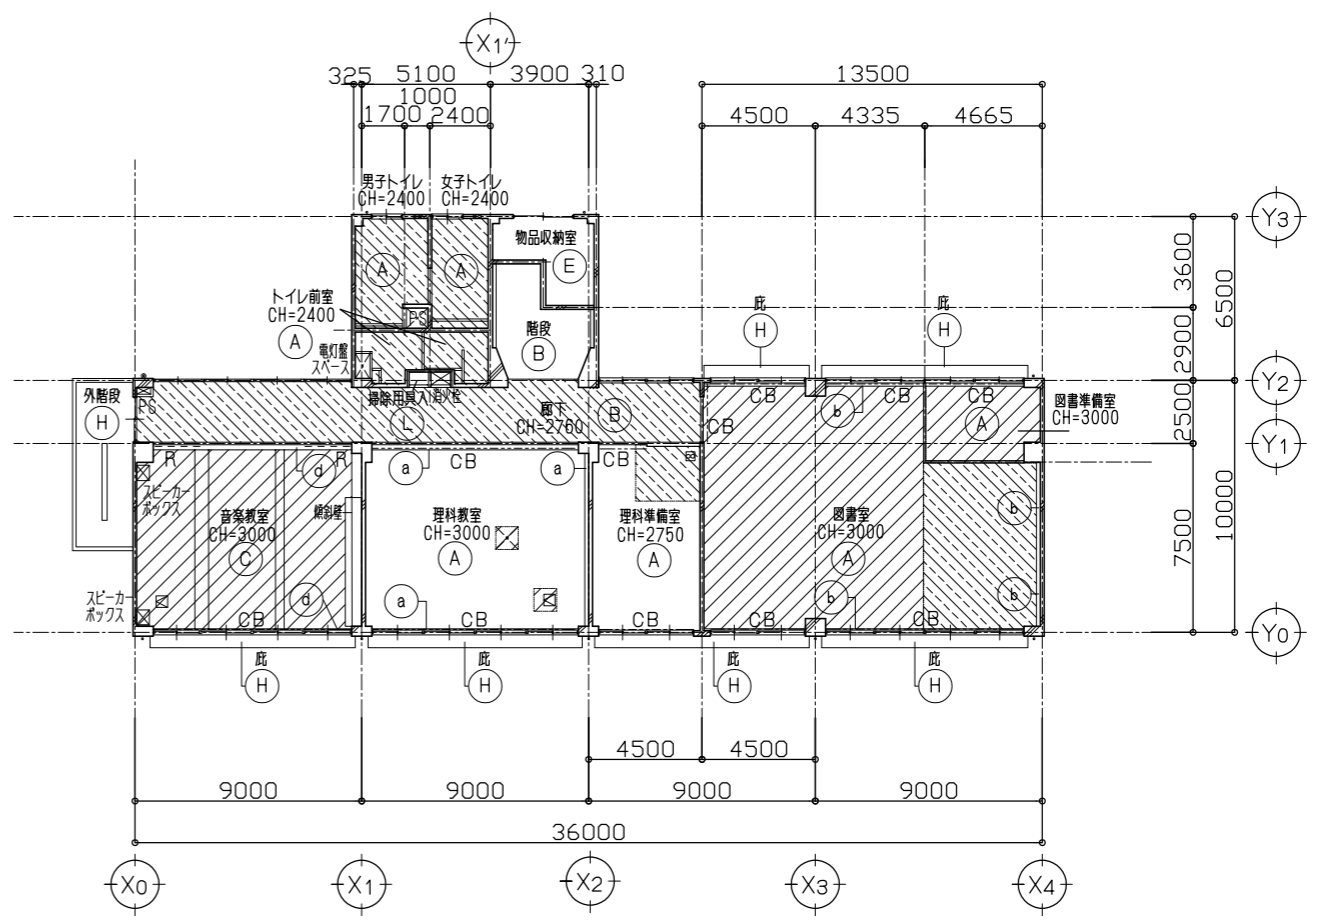 X1'
325 5100 3900 310
13500
1000
1700 2400
4500 4335 4665
男子トイレ
CH=2400
女子トイレ
CH=2400
Y3
物品収納室
E
A
A
3600
6500
トイレ前室
CH=2400
A
PS
庇
H
庇
H
階段
B
電灯盤
スペース
2900
外階段
H
PS
掃除用具入
消火栓
L
廊下
CH=2760
B
CB
CB
CB
CB
b
A
図書準備室
CH=3000
Y2
2500
Y1
R
d
R
a
CB
a
CB
スピーカー
ボックス
音楽教室
CH=3000
C
傾斜壁
理科教室
CH=3000
A
理科準備室
CH=2750
A
図書室
CH=3000
A
b
7500
10000
スピーカー
ボックス
d
CB
a
CB
CB
b
CB
b
Y0
庇
H
庇
H
庇
H
庇
H
4500 4500
9000 9000 9000 9000
36000
X0 X1 X2 X3 X4